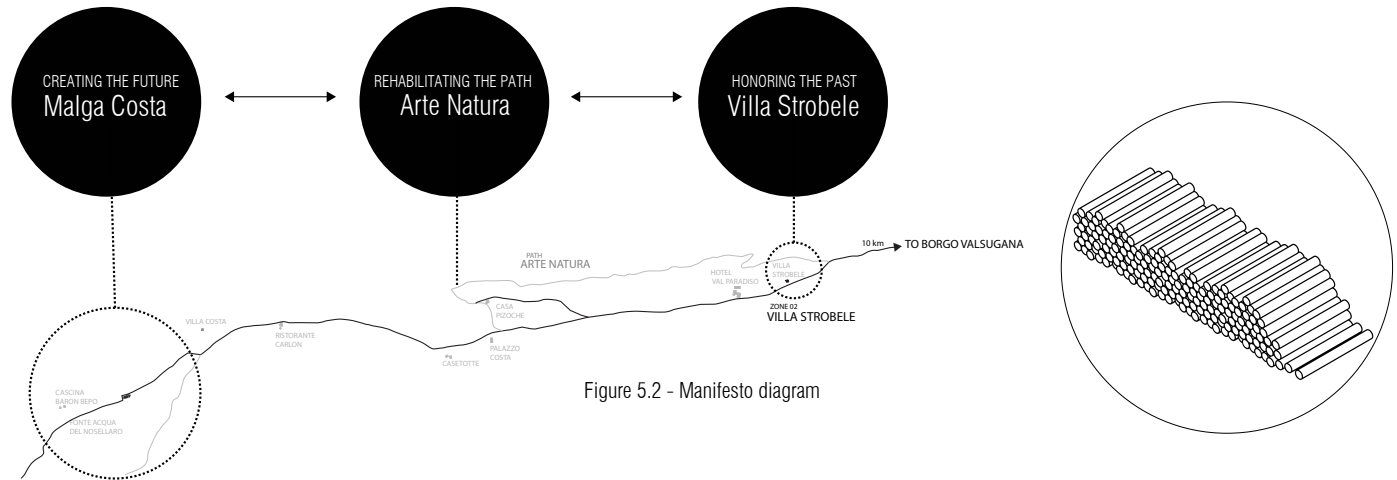 CREATING THE FUTURE
Malga Costa
REHABILITATING THE PATH
Arte Natura
HONORING THE PAST
Villa Strobele
10 km
TO BORGO VALSUGANA
PATH
ARTE NATURA
HOTEL
VAL PARADISO
VILLA
STROBELE
ZONE 02
VILLA STROBELE
CASA
PIZOCHE
VILLA COSTA
RISTORANTE
CARLON
PALAZZO
COSTA
CASETOTTE
CASCINA
BARON BEPO
FONTE ACQUA
DEL NOSELLARO
Figure 5.2 - Manifesto diagram